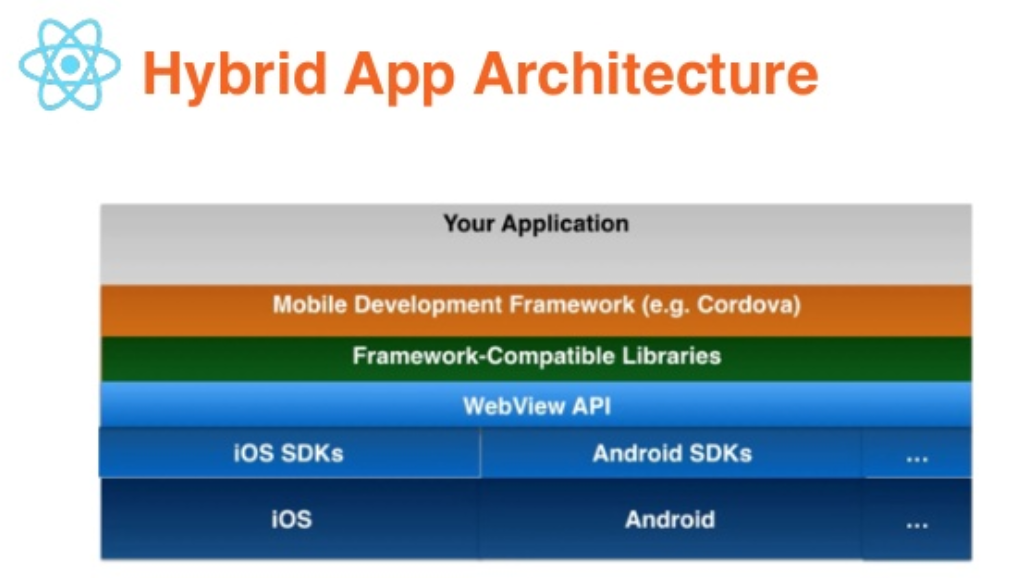 Hybrid App Architecture
Your Application
Mobile Development Framework (e.g. Cordova)
Framework-Compatible Libraries
WebView API
iOS SDKs Android SDKs ...
iOS Android ...